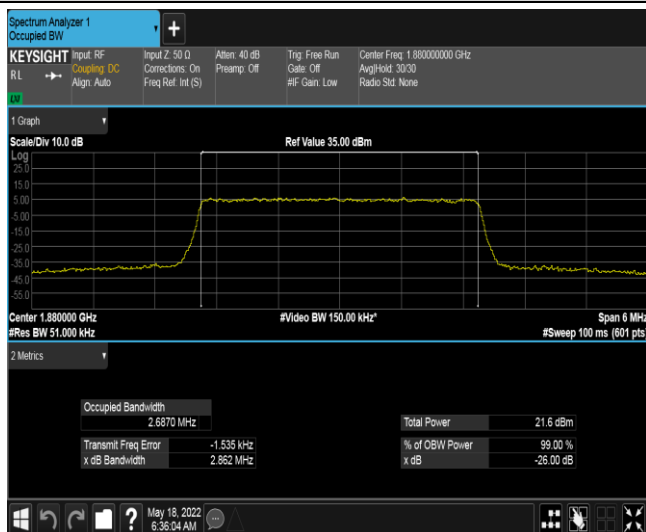 Spectrum Analyzer 1
Occupied BW
KEYSIGHT
RL
Input: RF
Coupling: DC
Align: Auto
Input Z: 50 Ω
Corrections: On
Freq Ref: Int (S)
Atten: 40 dB
Preamp: Off
Trig: Free Run
Gate: Off
#IF Gain: Low
Center Freq: 1.880000000 GHz
Avg|Hold: 30/30
Radio Std: None
1 Graph
Scale/Div 10.0 dB
Ref Value 35.00 dBm
Log
25.0
15.0
5.00
-5.00
-15.0
-25.0
-35.0
-45.0
-55.0
Center 1.880000 GHz
#Video BW 150.00 kHz*
Span 6 MHz
#Res BW 51.000 kHz
#Sweep 100 ms (601 pts)
2 Metrics
Occupied Bandwidth
2.6870 MHz
Total Power 21.6 dBm
Transmit Freq Error -1.535 kHz
% of OBW Power 99.00 %
x dB Bandwidth 2.862 MHz
x dB -26.00 dB
?
May 18, 2022
6:36:04 AM